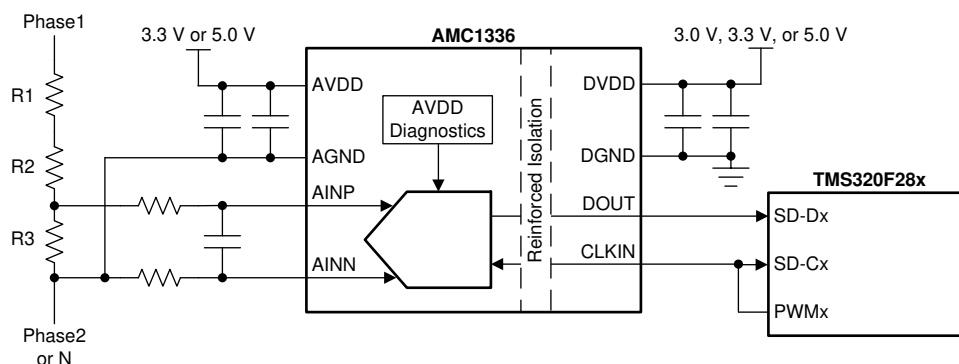 Phase1
3.3 V or 5.0 V
AMC1336
3.0 V, 3.3 V, or 5.0 V
R1
AVDD
DVDD
AVDD
Diagnostics
R2
AGND
DGND
Reinforced Isolation
TMS320F28x
AINP
DOUT
SD-Dx
R3
CLKIN
AINN
SD-Cx
PWMx
Phase2
or N